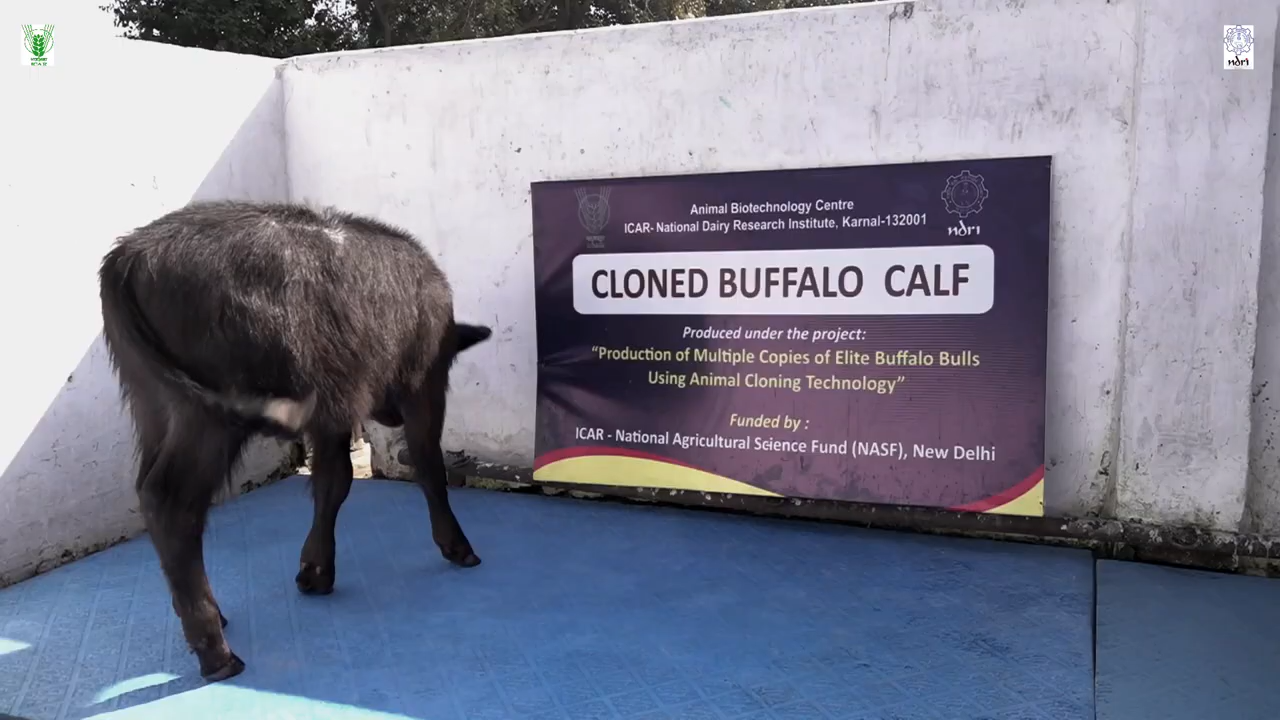 ICAR
ndri
Animal Biotechnology Centre
ICAR- National Dairy Research Institute, Karnal-132001
ndri
CLONED BUFFALO CALF
Produced under the project:
“Production of Multiple Copies of Elite Buffalo Bulls
Using Animal Cloning Technology”
Funded by :
ICAR - National Agricultural Science Fund (NASF), New Delhi